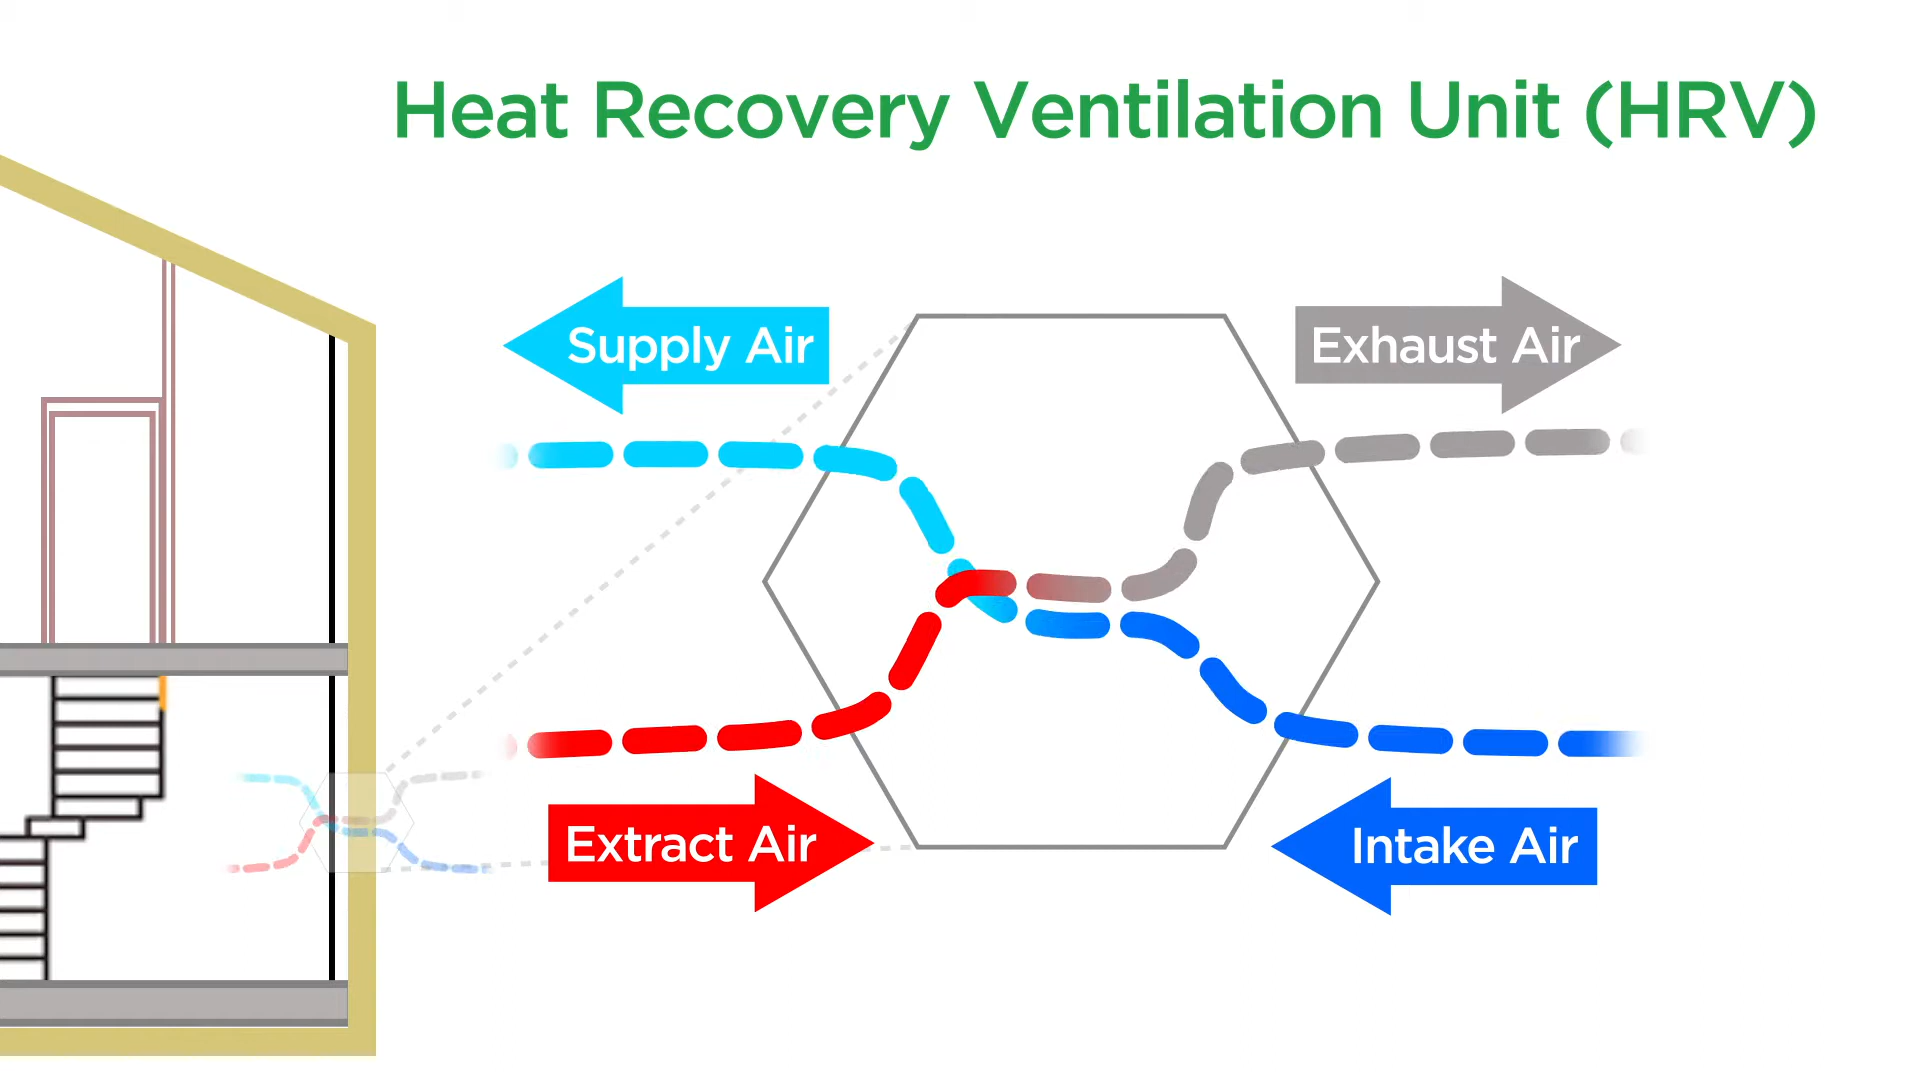 Heat Recovery Ventilation Unit (HRV)
Supply Air
Exhaust Air
Extract Air
Intake Air